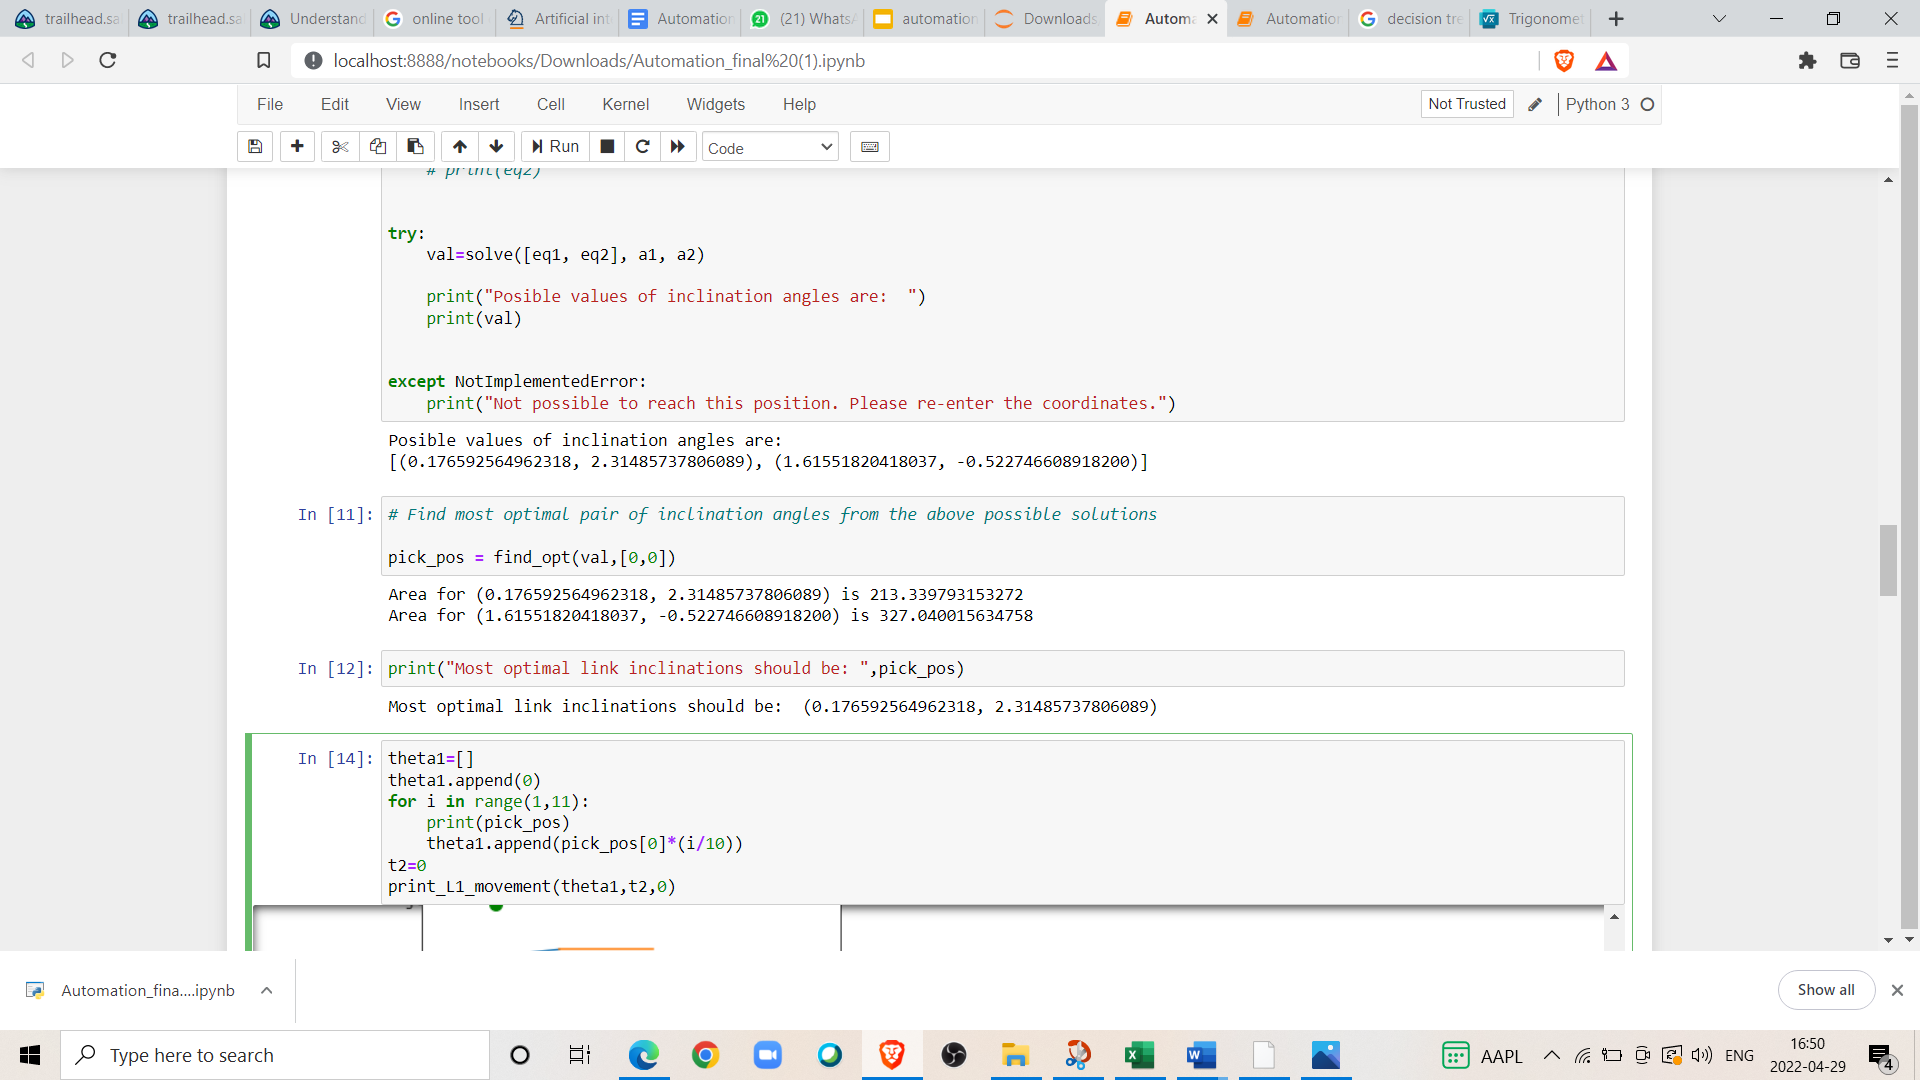 trailhead.sa
trailhead.sa
Understand
online tool
Artificial int
Automation
(21) WhatsA
automation
Downloads
Automa
Automation
decision tre
Trigonomet
localhost:8888/notebooks/Downloads/Automation_final%20(1).ipynb
File Edit View Insert Cell Kernel Widgets Help
Not Trusted Python 3
Run
Code
# print(eq2)
try:
val=solve([eq1, eq2], a1, a2)
print("Posible values of inclination angles are:  ")
print(val)
except NotImplementedError:
print("Not possible to reach this position. Please re-enter the coordinates.")
Posible values of inclination angles are:
[(0.176592564962318, 2.31485737806089), (1.61551820418037, -0.522746608918200)]
In [11]: # Find most optimal pair of inclination angles from the above possible solutions
pick_pos = find_opt(val,[0,0])
Area for (0.176592564962318, 2.31485737806089) is 213.339793153272
Area for (1.61551820418037, -0.522746608918200) is 327.040015634758
In [12]: print("Most optimal link inclinations should be: ",pick_pos)
Most optimal link inclinations should be:  (0.176592564962318, 2.31485737806089)
In [14]: theta1=[]
theta1.append(0)
for i in range(1,11):
print(pick_pos)
theta1.append(pick_pos[0]*(i/10))
t2=0
print_L1_movement(theta1,t2,0)
Automation_fina....ipynb
Show all
Type here to search
AAPL
ENG
16:50
2022-04-29
4